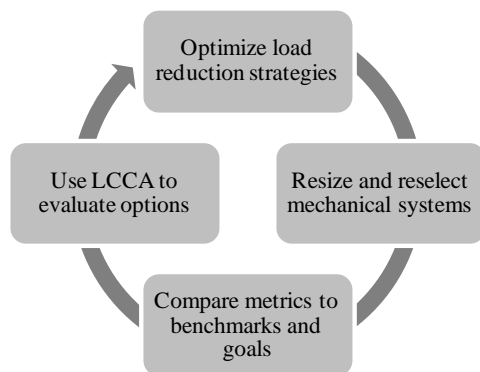 Optimize load
reduction strategies
Resize and reselect
mechanical systems
Compare metrics to
benchmarks and
goals
Use LCCA to
evaluate options